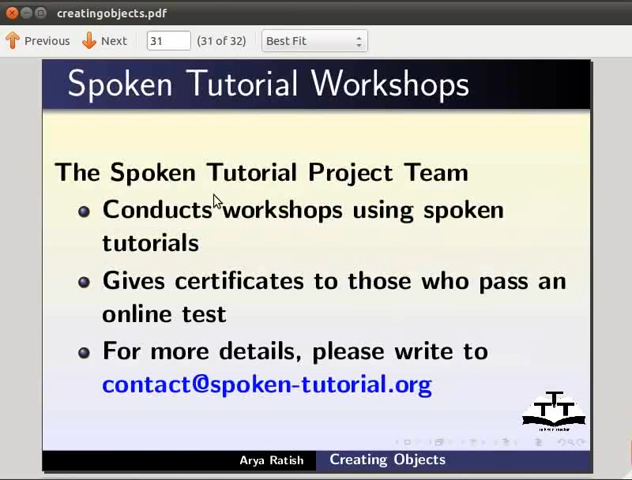 creatingobjects.pdf
Previous Next 31 (31 of 32) Best Fit
Spoken Tutorial Workshops
The Spoken Tutorial Project Team
Conducts workshops using spoken
tutorials
Gives certificates to those who pass an
online test
For more details, please write to
contact@spoken-tutorial.org
Arya Ratish Creating Objects